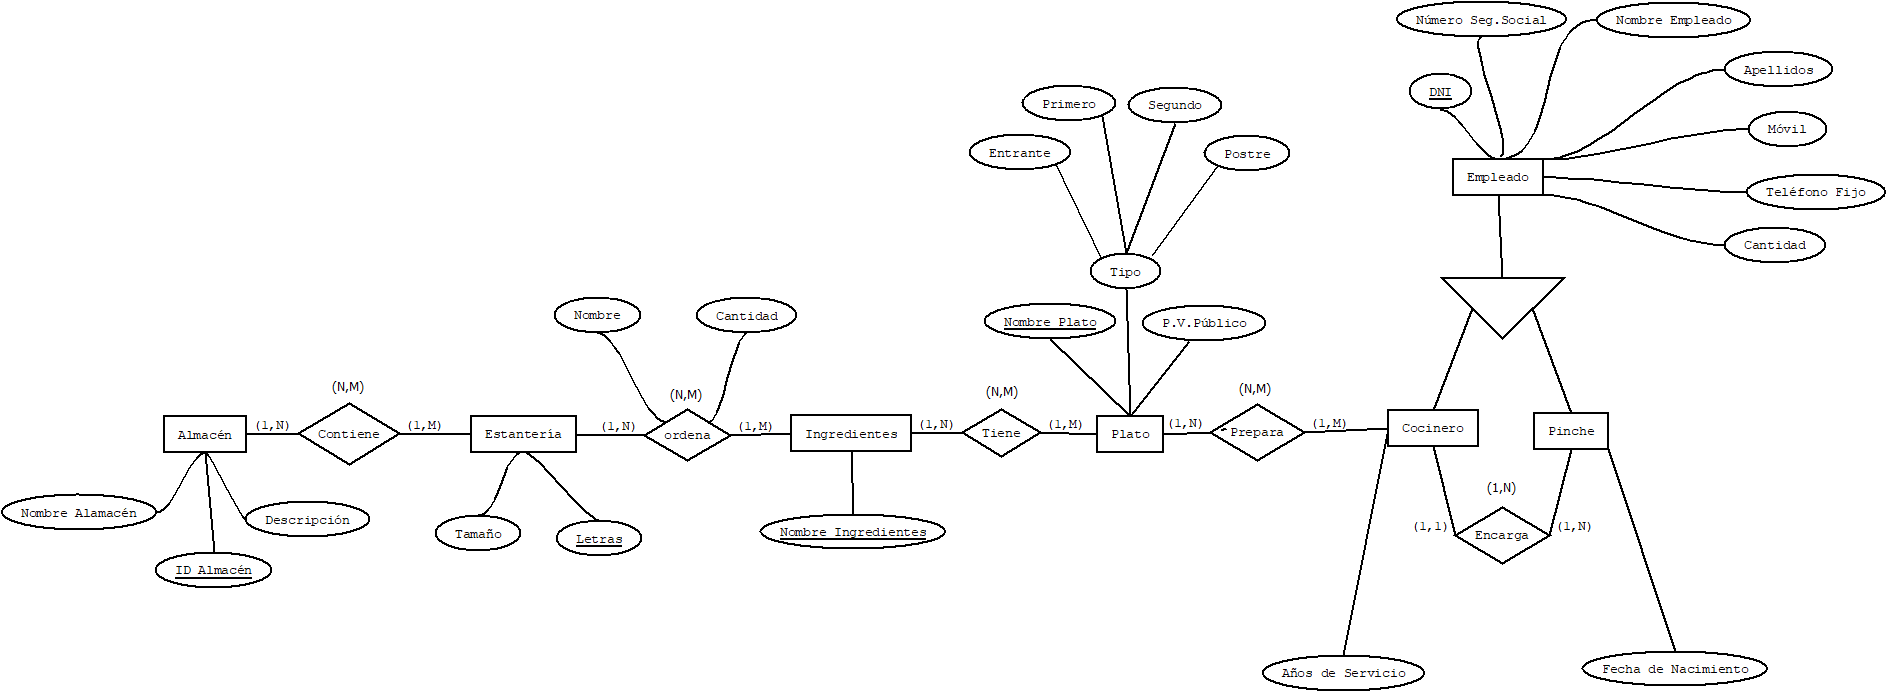 Número Seg.Social
Nombre Empleado
Apellidos
DNI
Móvil
Primero
Segundo
Entrante
Postre
Empleado
Teléfono Fijo
Cantidad
Tipo
Nombre
Cantidad
Nombre Plato
P.V.Público
(N,M)
(N,M)
(N,M)
(N,M)
Almacén
(1,N)
Contiene
(1,M)
Estantería
(1,N)
ordena
(1,M)
Ingredientes
(1,N)
Tiene
(1,M)
Plato
(1,N)
Prepara
(1,M)
Cocinero
Pinche
(1,N)
Nombre Alamacén
Descripción
Tamaño
Letras
Nombre Ingredientes
(1,1)
Encarga
(1,N)
ID Almacén
Años de Servicio
Fecha de Nacimiento